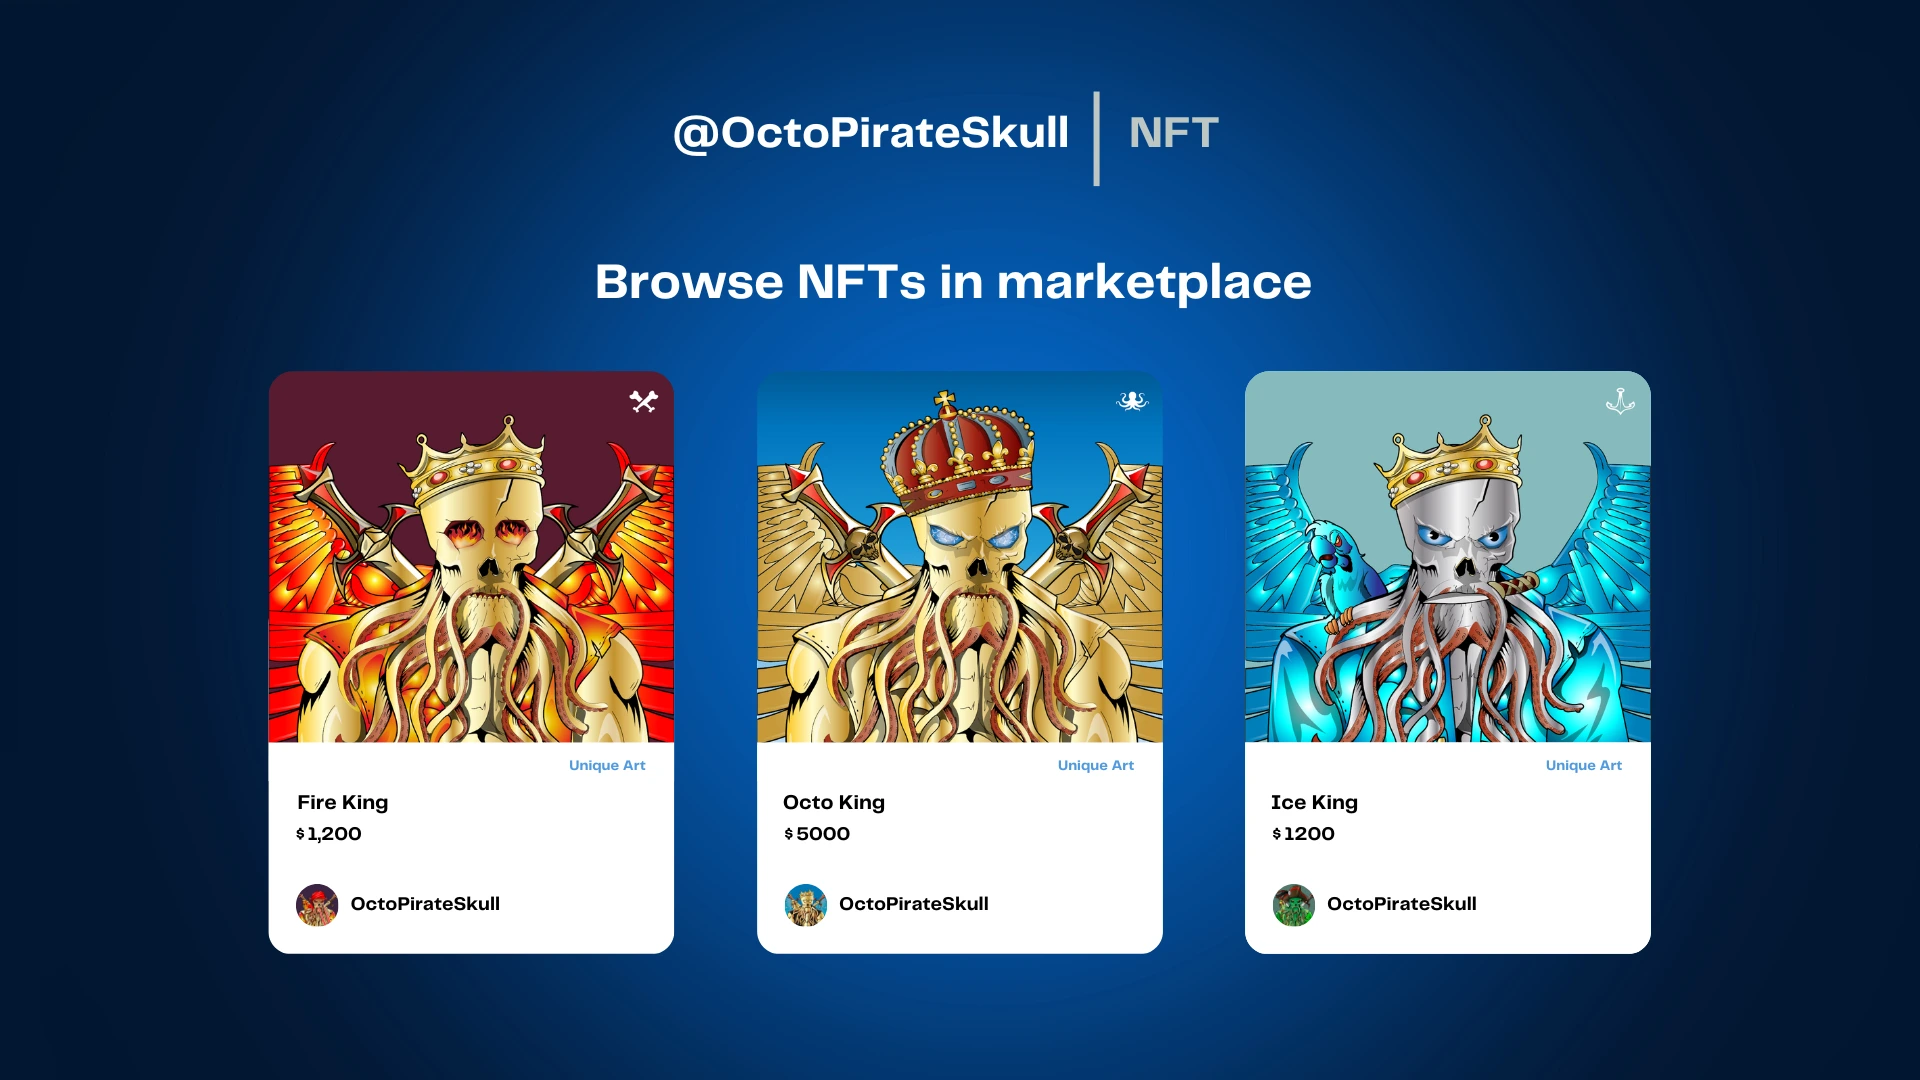 @OctoPirateSkull | NFT
Browse NFTs in marketplace
Unique Art
Fire King
$1,200
OctoPirateSkull
Unique Art
Octo King
$5000
OctoPirateSkull
Unique Art
Ice King
$1200
OctoPirateSkull